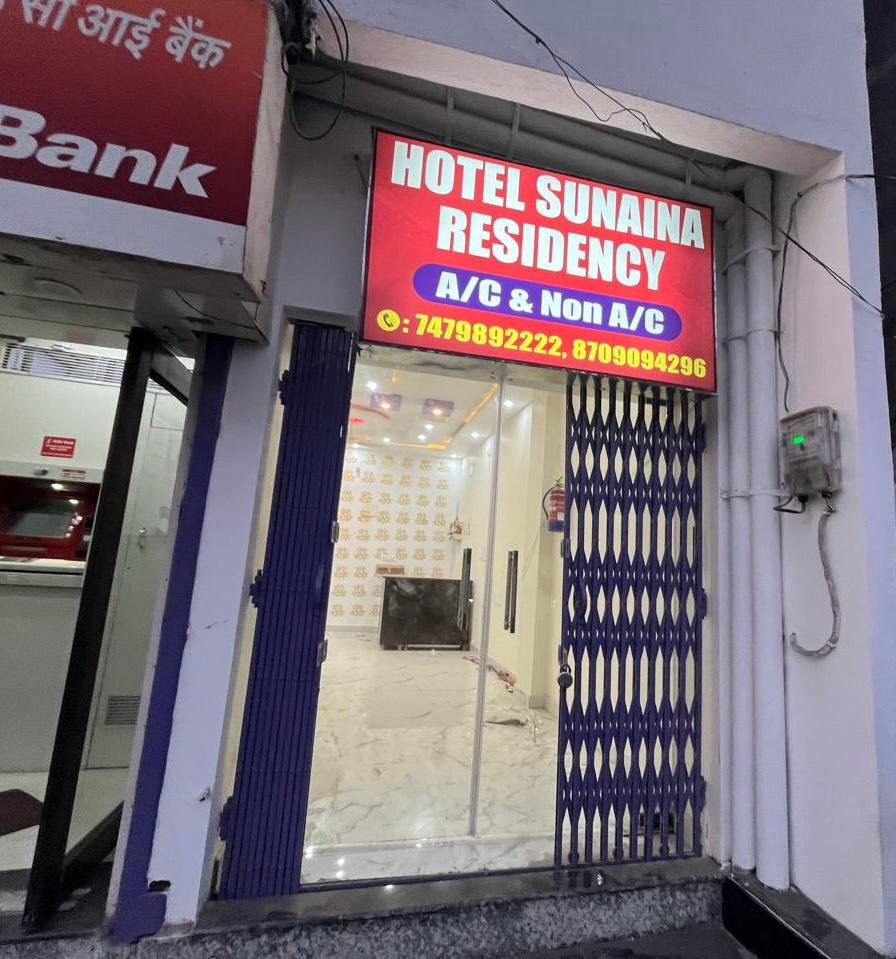 सी आई बैंक
Bank
HOTEL SUNAINA
RESIDENCY
A/C & Non A/C
: 7479892222, 8709094296